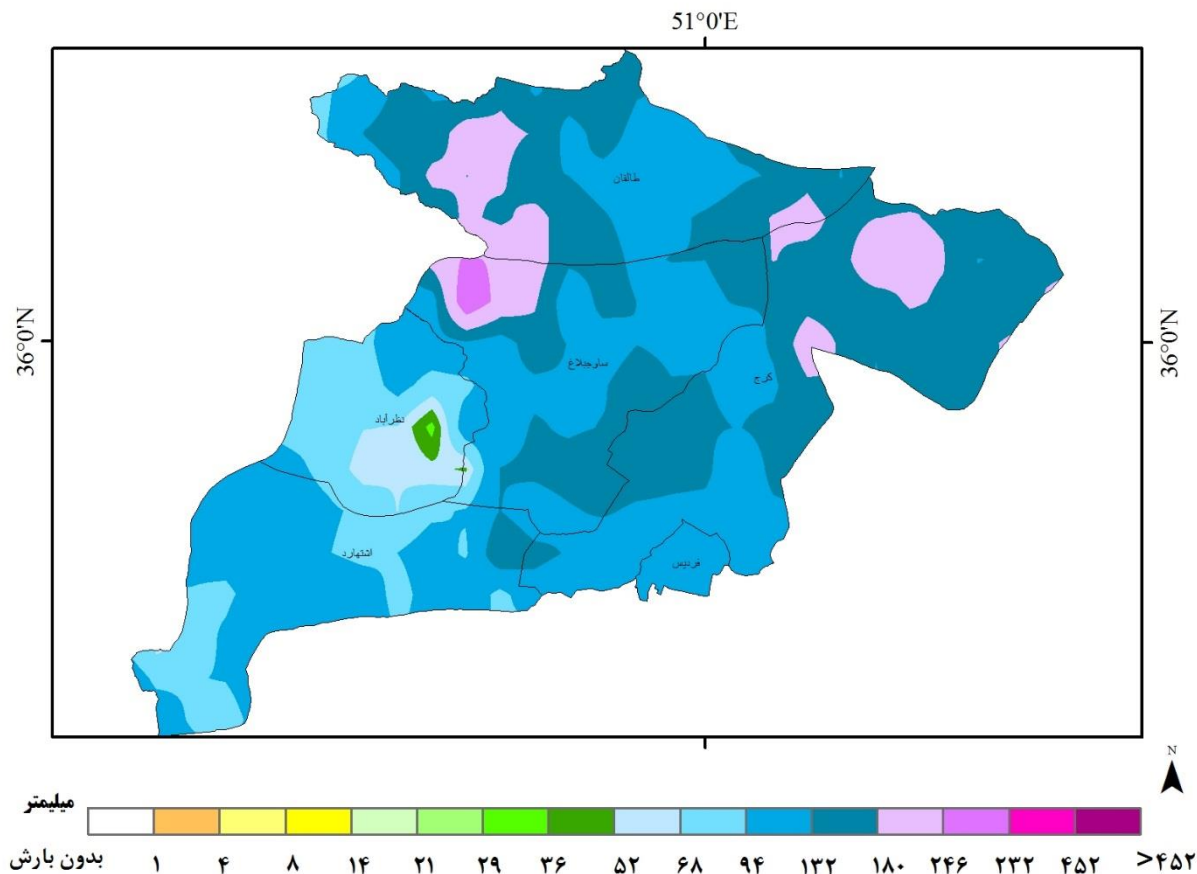 51°0'E
36°0'N
36°0'N
طالقان
ساوجبلاغ
کرج
نظرآباد
اشتهارد
فردیس
N
میلیمتر
بدون بارش ۱ ۴ ۸ ۱۴ ۲۱ ۲۹ ۳۶ ۵۲ ۶۸ ۹۴ ۱۳۲ ۱۸۰ ۲۴۶ ۲۳۲ ۴۵۲ >۴۵۲